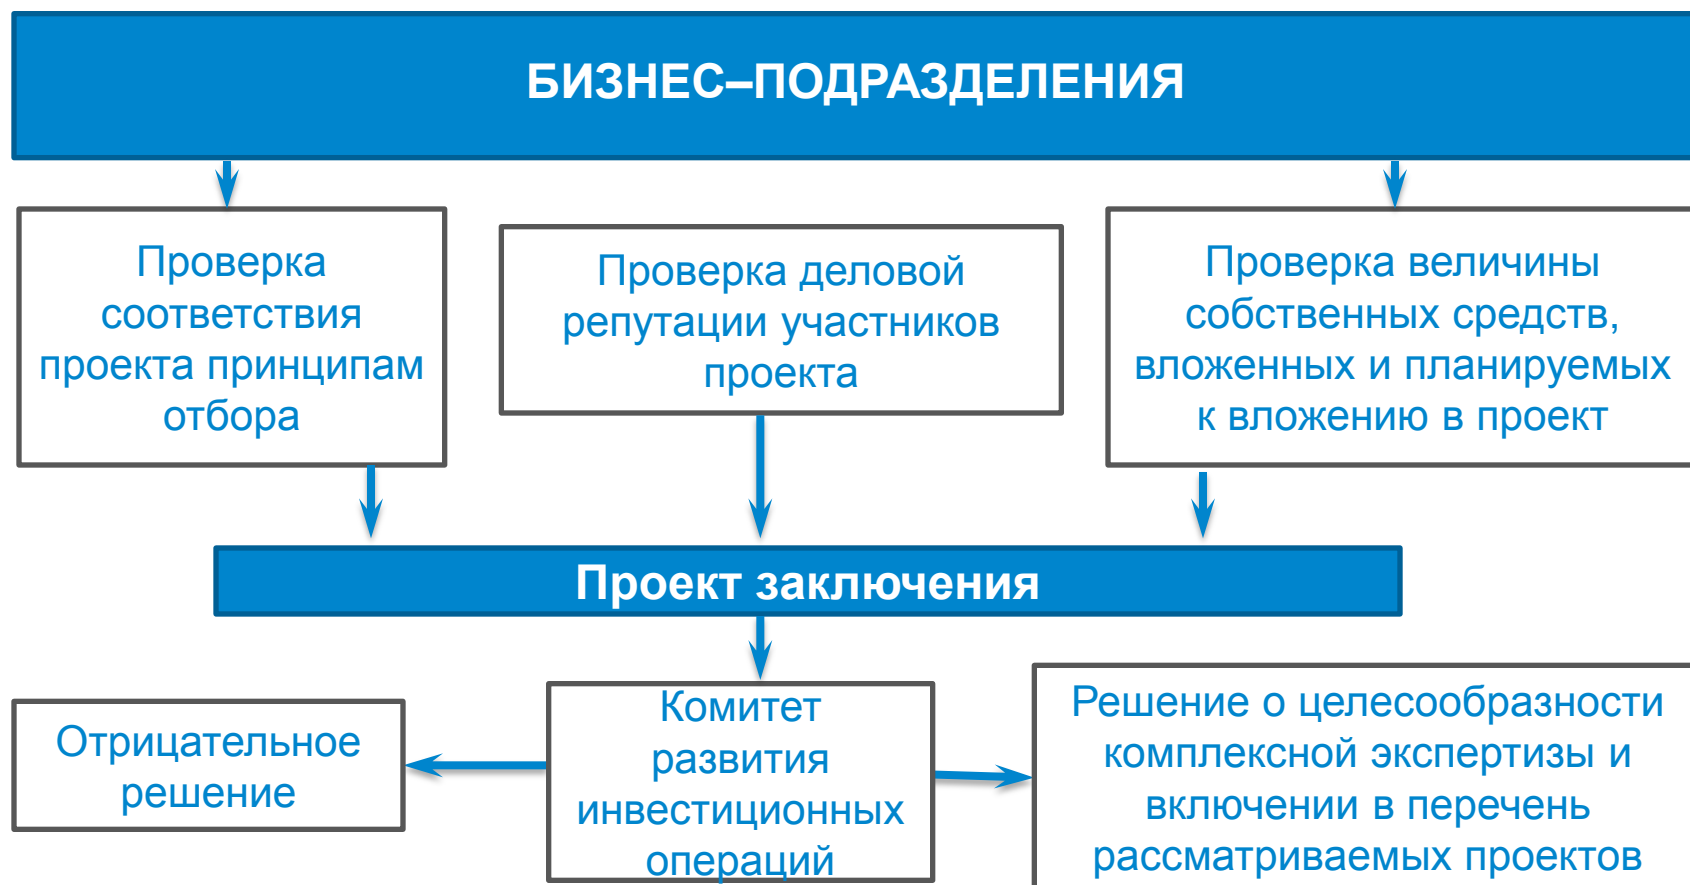 БИЗНЕС–ПОДРАЗДЕЛЕНИЯ
Проверка
соответствия
проекта принципам
отбора
Проверка деловой
репутации участников
проекта
Проверка величины
собственных средств,
вложенных и планируемых
к вложению в проект
Проект заключения
Отрицательное
решение
Комитет
развития
инвестиционных
операций
Решение о целесообразности
комплексной экспертизы и
включении в перечень
рассматриваемых проектов